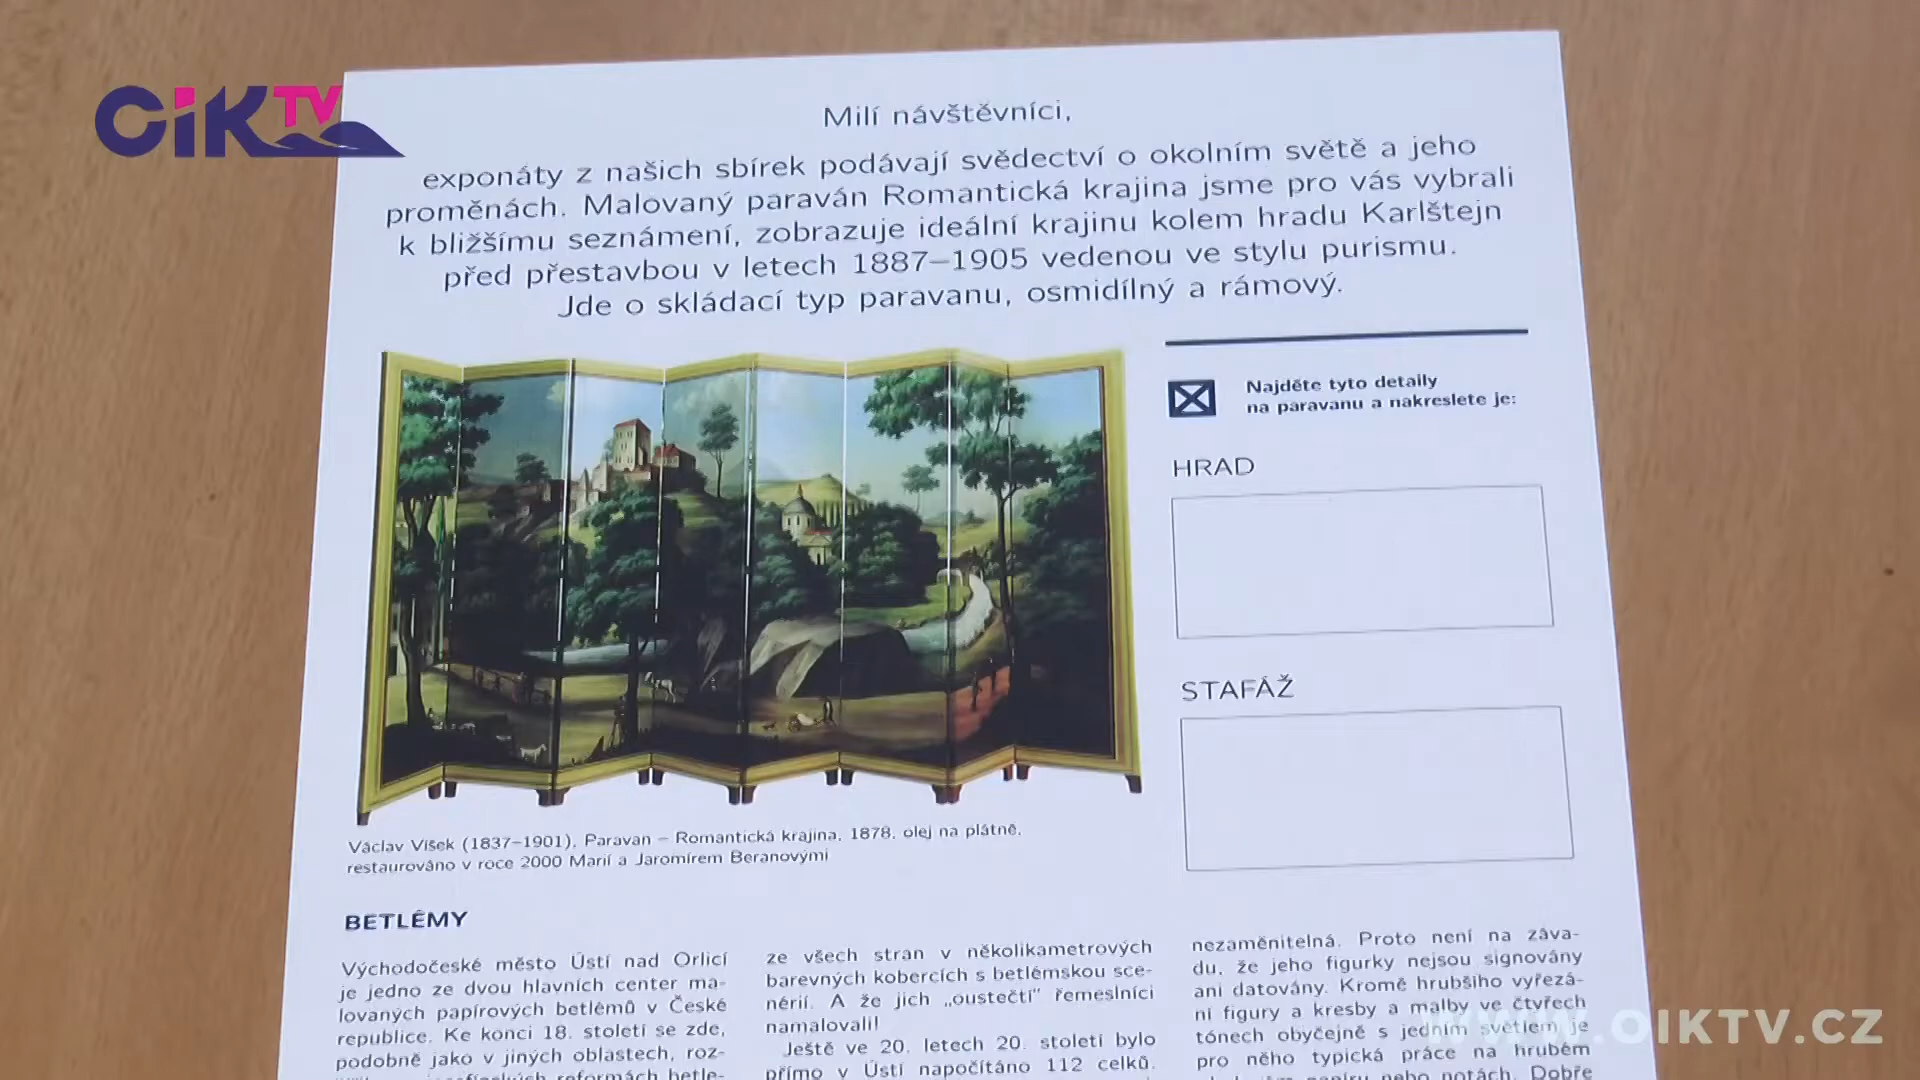 OIK TV
Milí návštěvníci,
exponáty z našich sbírek podávají svědectví o okolním světě a jeho
proměnách. Malovaný paraván Romantická krajina jsme pro vás vybrali
k bližšímu seznámení, zobrazuje ideální krajinu kolem hradu Karlštejn
před přestavbou v letech 1887–1905 vedenou ve stylu purismu.
Jde o skládací typ paravanu, osmidílný a rámový.
Najděte tyto detaily
na paravanu a nakreslete je:
HRAD
STAFÁŽ
Václav Víšek (1837–1901), Paravan – Romantická krajina, 1878, olej na plátně,
restaurováno v roce 2000 Marií a Jaromírem Beranovými
BETLÉMY
Východočeské město Ústí nad Orlicí
je jedno ze dvou hlavních center ma-
lovaných papírových betlémů v České
republice. Ke konci 18. století se zde,
podobně jako v jiných oblastech, roz-
reformách betle-
ze všech stran v několikametrových
barevných kobercích s betlémskou sce-
nérií. A že jich „oustečtí" řemeslníci
namalovali!
Ještě ve 20. letech 20. století bylo
přímo v Ústí napočítáno 112 celků.
nezaměnitelná. Proto není na záva-
du, že jeho figurky nejsou signovány
ani datovány. Kromě hrubšího vyřezá-
ní figury a kresby a malby ve čtyřech
tónech obyčejně s jedním světlem je
pro něho typická práce na hrubém
papíru nebo notách. Dobře
WWW.OIKTV.CZ